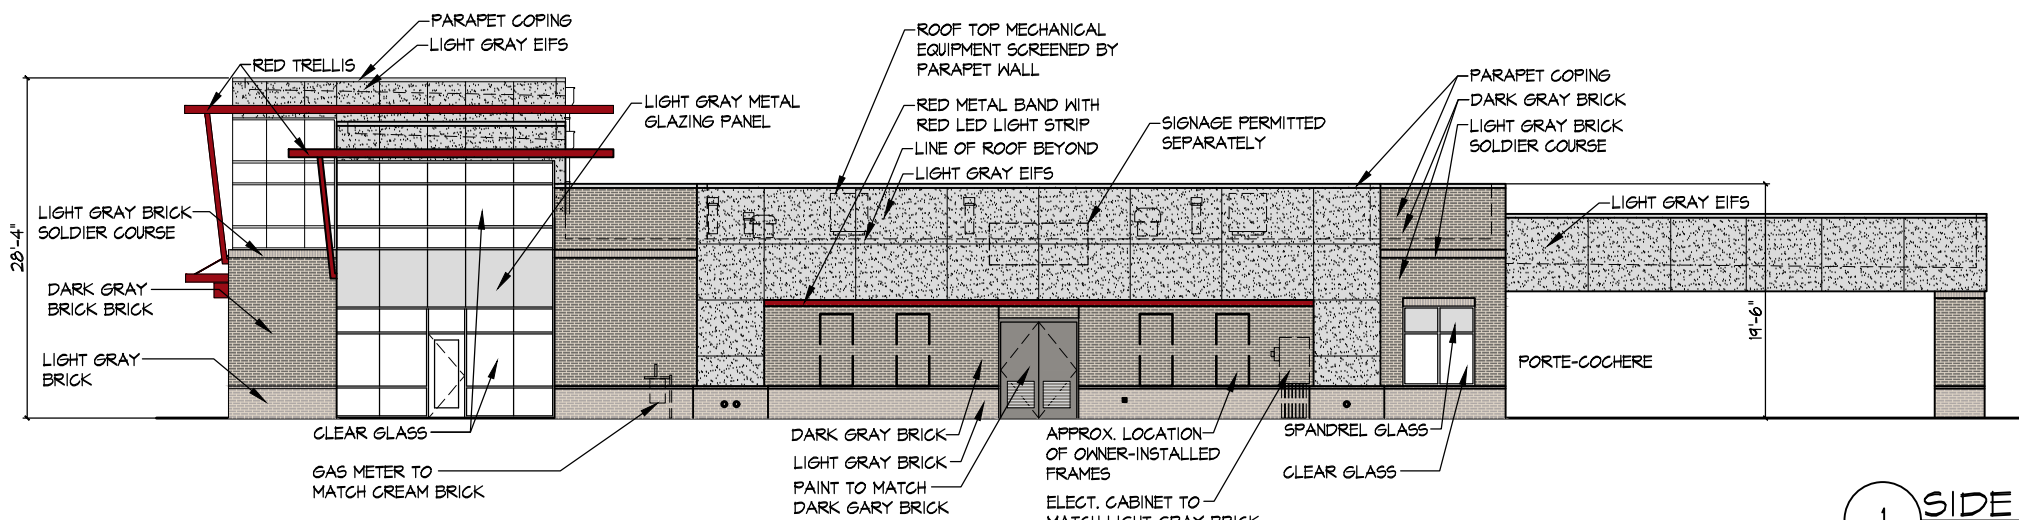 PARAPET COPING
LIGHT GRAY EIFS
RED TRELLIS
LIGHT GRAY METAL
GLAZING PANEL
ROOF TOP MECHANICAL
EQUIPMENT SCREENED BY
PARAPET WALL
RED METAL BAND WITH
RED LED LIGHT STRIP
LINE OF ROOF BEYOND
LIGHT GRAY EIFS
SIGNAGE PERMITTED
SEPARATELY
PARAPET COPING
DARK GRAY BRICK
LIGHT GRAY BRICK
SOLDIER COURSE
LIGHT GRAY EIFS
28'-4"
LIGHT GRAY BRICK
SOLDIER COURSE
DARK GRAY
BRICK BRICK
LIGHT GRAY
BRICK
19'-6"
PORTE-COCHERE
CLEAR GLASS
GAS METER TO
MATCH CREAM BRICK
DARK GRAY BRICK
LIGHT GRAY BRICK
PAINT TO MATCH
DARK GARY BRICK
APPROX. LOCATION
OF OWNER-INSTALLED
FRAMES
ELECT. CABINET TO
MATCH LIGHT GRAY BRICK
SPANDREL GLASS
CLEAR GLASS
1
SIDE